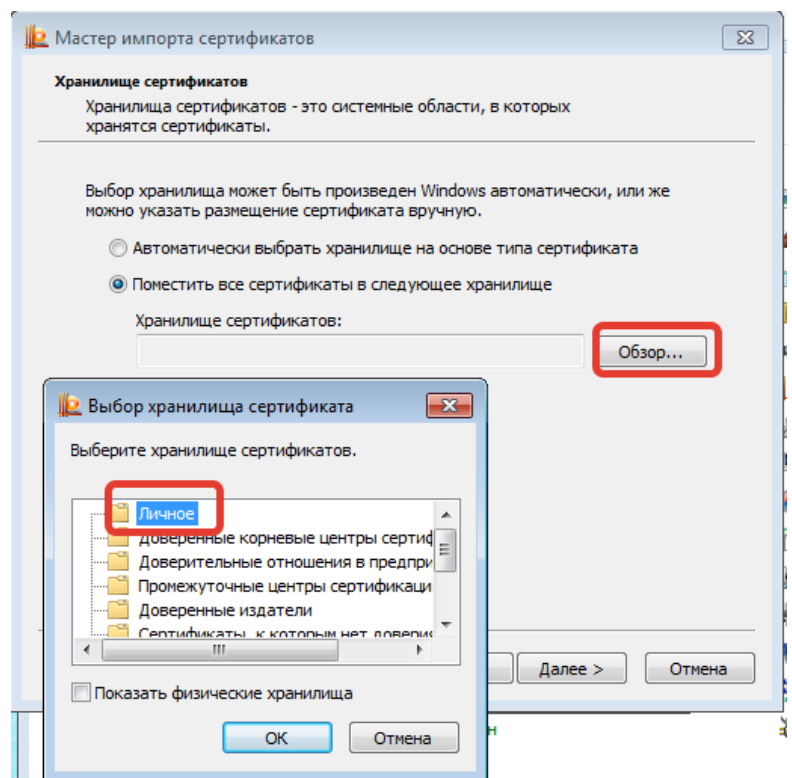 Мастер импорта сертификатов
Хранилище сертификатов
Хранилища сертификатов - это системные области, в которых
хранятся сертификаты.
Выбор хранилища может быть произведен Windows автоматически, или же
можно указать размещение сертификата вручную.
Автоматически выбрать хранилище на основе типа сертификата
Поместить все сертификаты в следующее хранилище
Хранилище сертификатов:
Обзор...
Выбор хранилища сертификата
Выберите хранилище сертификатов.
Личное
Доверенные корневые центры сертиф
Доверительные отношения в предпри
Промежуточные центры сертификаци
Доверенные издатели
Сертификаты, к которым нет доверия
Показать физические хранилища
ОК
Отмена
Далее >
Отмена
н